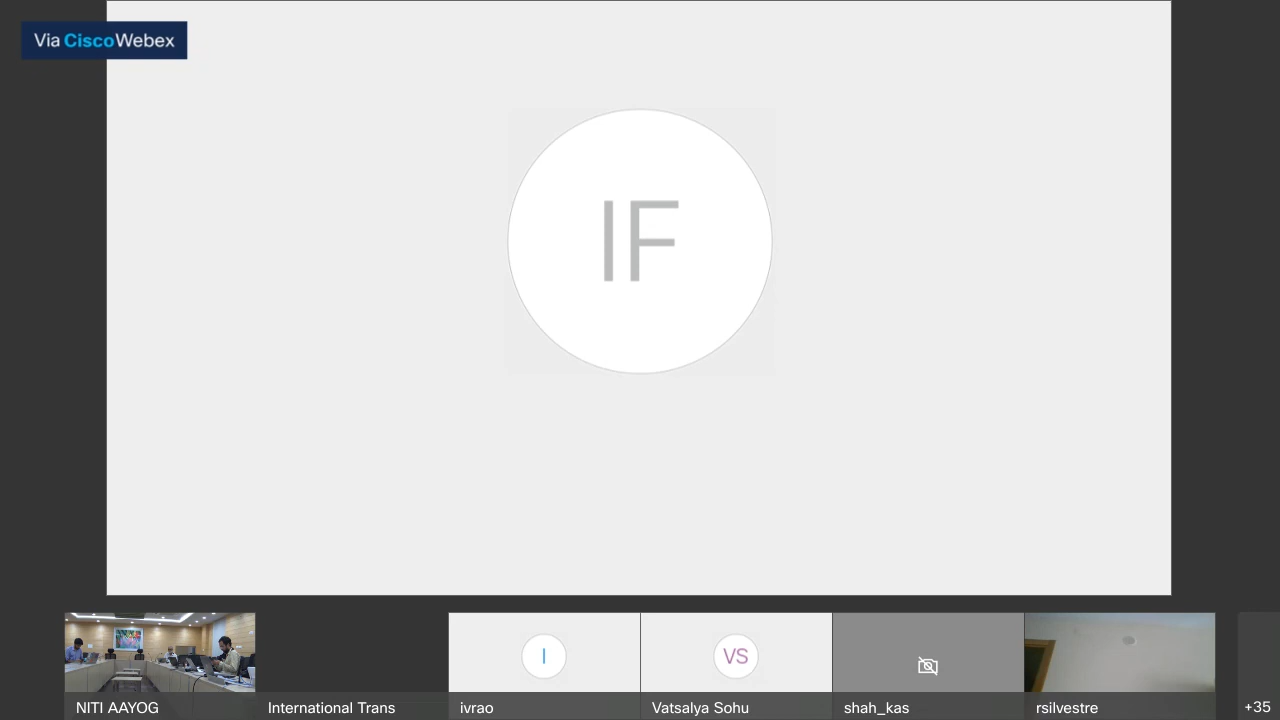 Via CiscoWebex
IF
I
VS
NITI AAYOG
International Trans
ivrao
Vatsalya Sohu
shah_kas
rsilvestre
+35